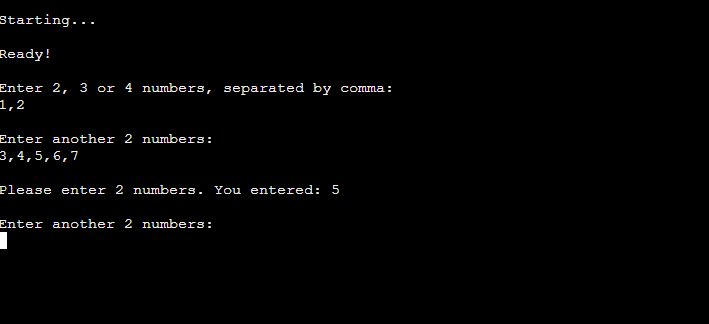 Starting...
Ready!
Enter 2, 3 or 4 numbers, separated by comma:
1,2
Enter another 2 numbers:
3,4,5,6,7
Please enter 2 numbers. You entered: 5
Enter another 2 numbers: